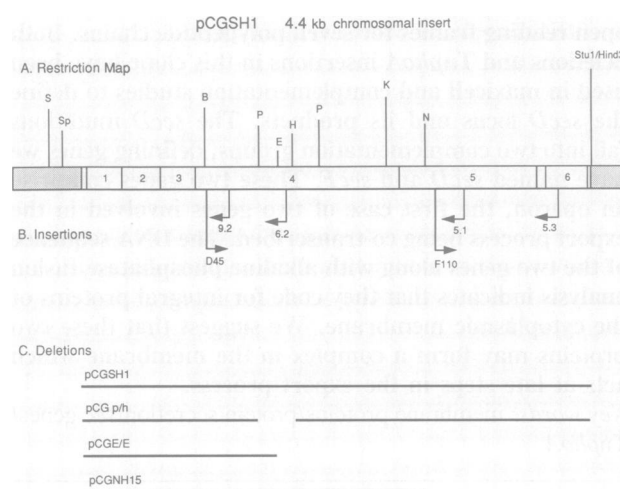 pCGSH1 4.4 kb chromosomal insert
Stu1/Hind3
A. Restriction Map
S
Sp
B
P
E
H
P
K
N
1 2 3 4 5 6
9.2 6.2 5.1 5.3
B. Insertions
D45 F110
C. Deletions
pCGSH1
pCG p/h
pCGE/E
pCGNH15